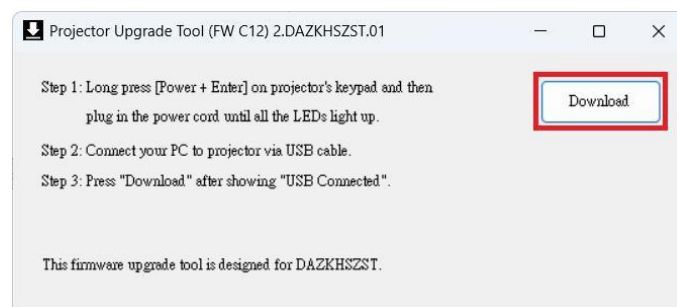 Projector Upgrade Tool (FW C12) 2.DAZKHSZST.01
Step 1: Long press [Power + Enter] on projector's keypad and then
plug in the power cord until all the LEDs light up.
Download
Step 2: Connect your PC to projector via USB cable.
Step 3: Press "Download" after showing "USB Connected".
This firmware upgrade tool is designed for DAZKHSZST.